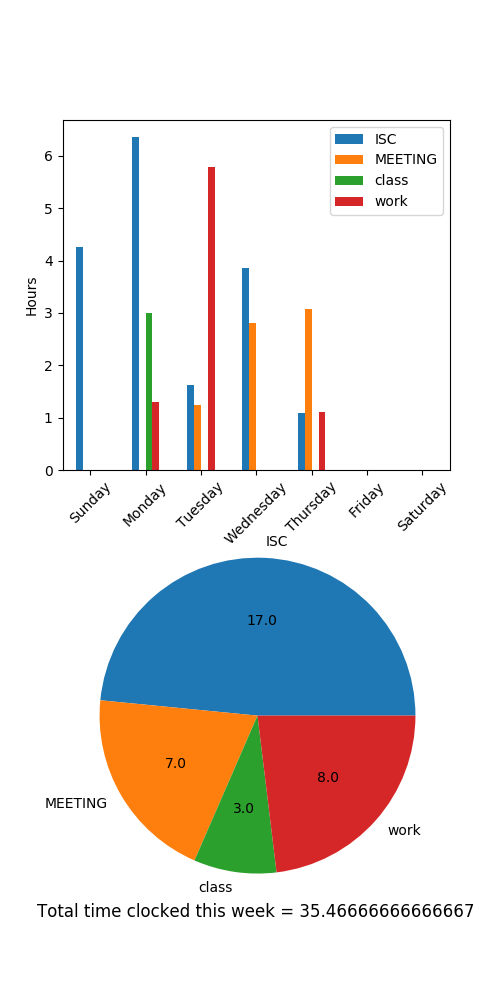 ISC
MEETING
class
work
Hours
6
5
4
3
2
1
0
Sunday
Monday
Tuesday
Wednesday
Thursday
Friday
Saturday
ISC
17.0
7.0
8.0
3.0
MEETING
work
class
Total time clocked this week = 35.46666666666667